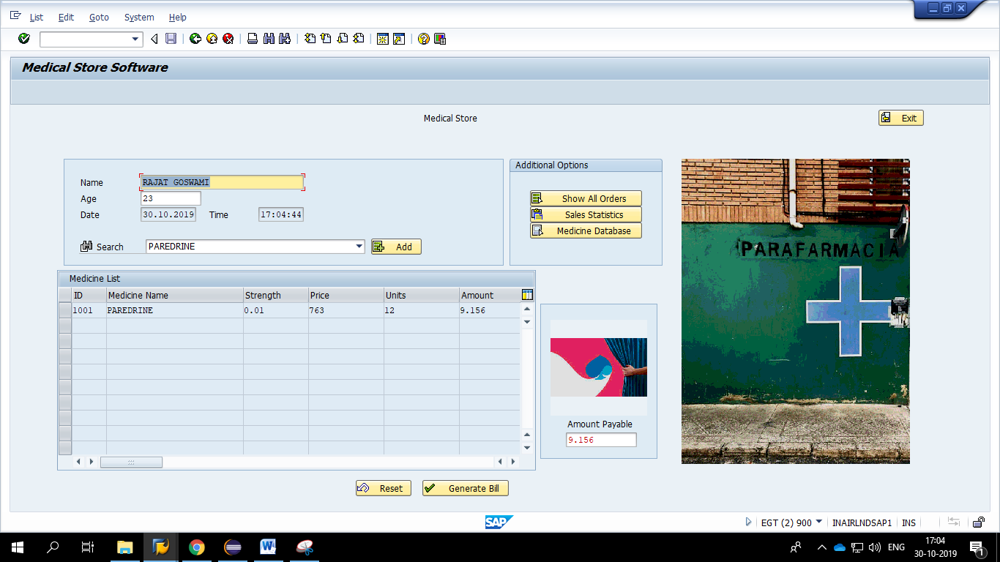 List Edit Goto System Help
Medical Store Software
Medical Store
Exit
Name RAJAT GOSWAMI
Age 23
Date 30.10.2019 Time 17:04:44
Search PAREDRINE Add
Additional Options
Show All Orders
Sales Statistics
Medicine Database
PARAFARMACIA
Medicine List
ID Medicine Name Strength Price Units Amount
1001 PAREDRINE 0.01 763 12 9.156
Amount Payable
9.156
Reset Generate Bill
SAP
EGT (2) 900 INAIRLNDSAP1 INS
ENG
17:04
30-10-2019
1